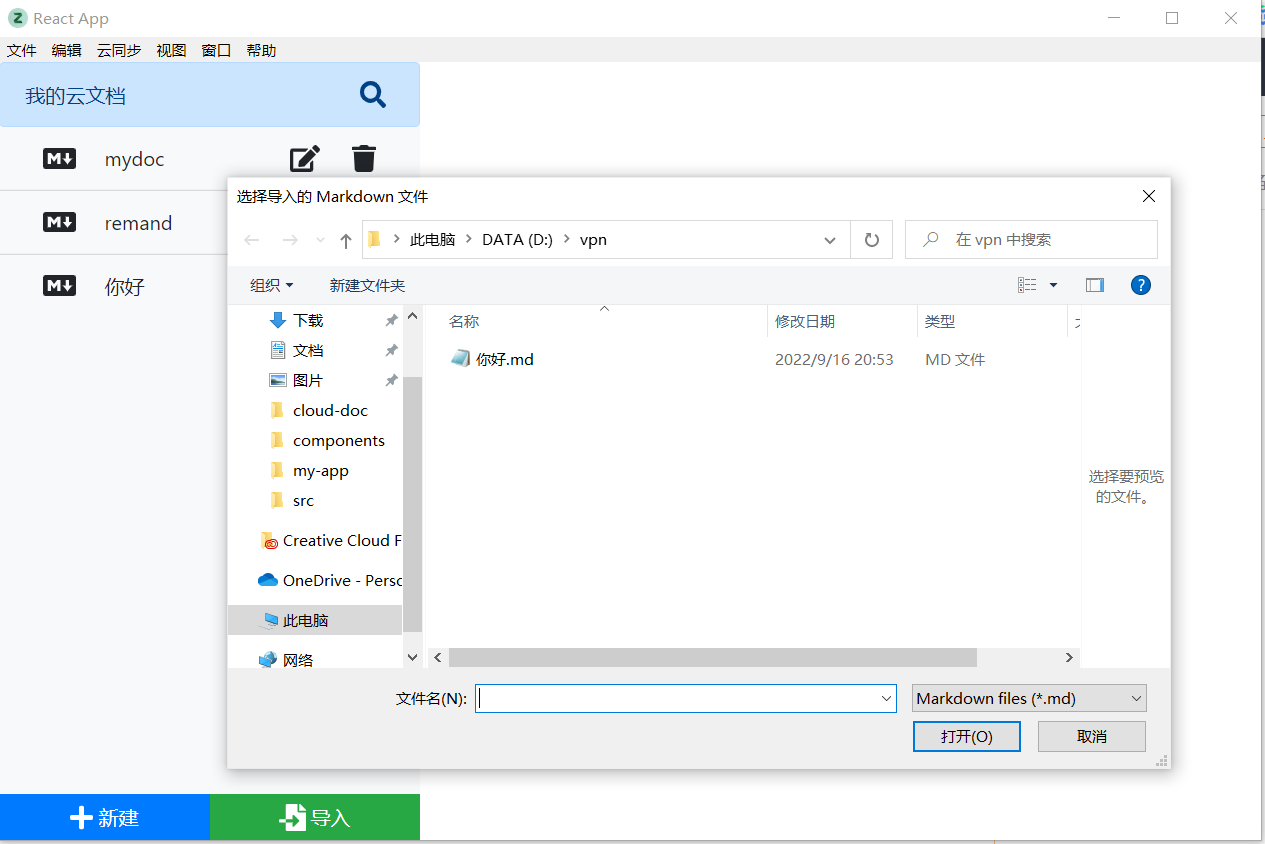 React App
文件 编辑 云同步 视图 窗口 帮助
我的云文档
M mydoc
M remand
M 你好
选择导入的 Markdown 文件
此电脑 DATA (D:) vpn
在 vpn 中搜索
组织 新建文件夹
下载
文档
图片
cloud-doc
components
my-app
src
Creative Cloud F
OneDrive - Perso
此电脑
网络
名称 修改日期 类型
你好.md 2022/9/16 20:53 MD 文件
选择要预览
的文件。
文件名(N): Markdown files (*.md)
打开(O) 取消
新建 导入